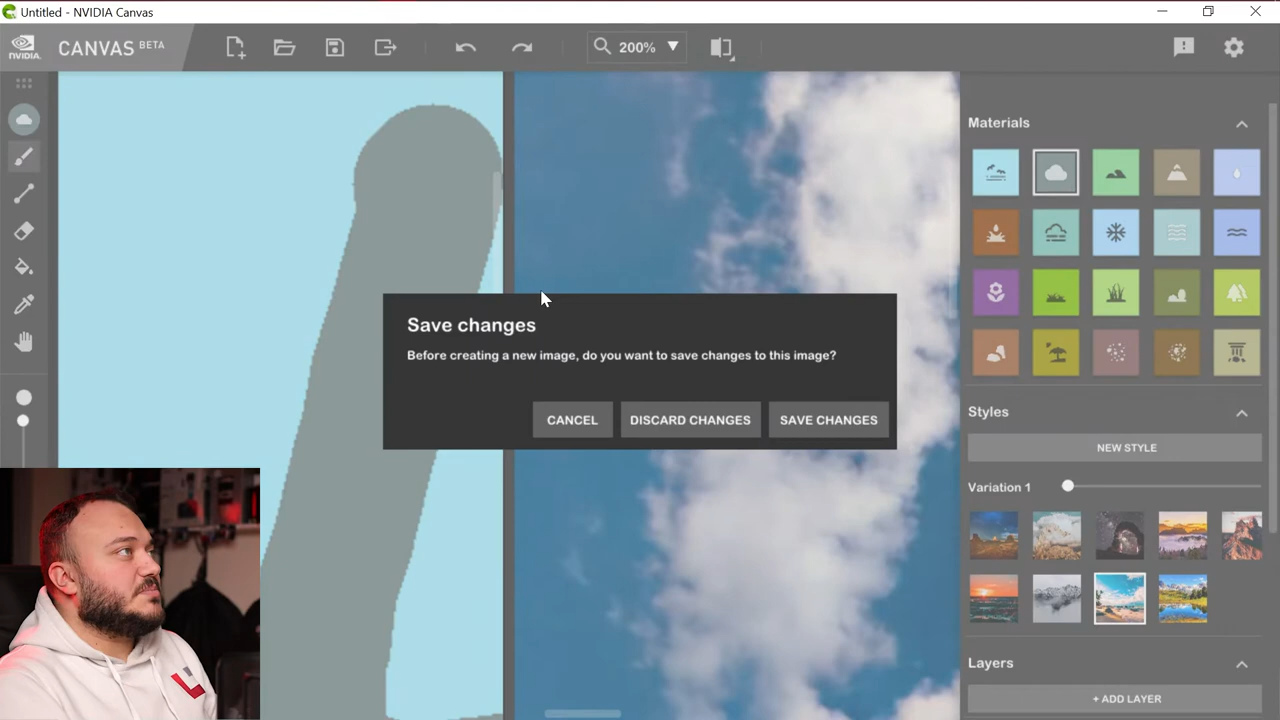 Untitled - NVIDIA Canvas
NVIDIA.
CANVAS BETA
200%
Materials
Save changes
Before creating a new image, do you want to save changes to this image?
CANCEL
DISCARD CHANGES
SAVE CHANGES
Styles
NEW STYLE
Variation 1
Layers
+ ADD LAYER